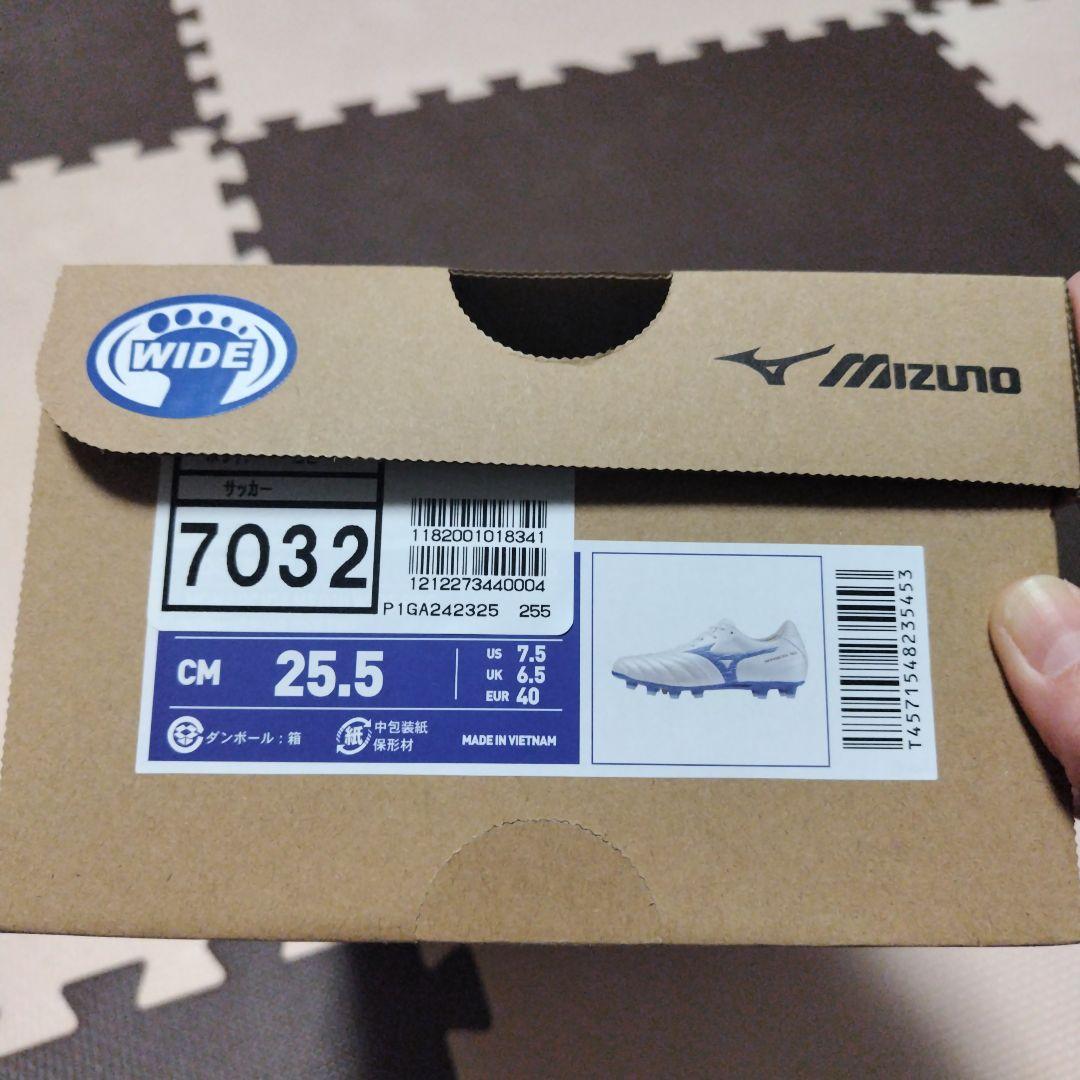 WIDE
MIZUNO
サッカー
7032
1182001018341
1212273440004
P1GA242325 255
CM 25.5
US 7.5
UK 6.5
EUR 40
ダンボール：箱
紙 中包装紙
保形材
MADE IN VIETNAM
T4571548235453